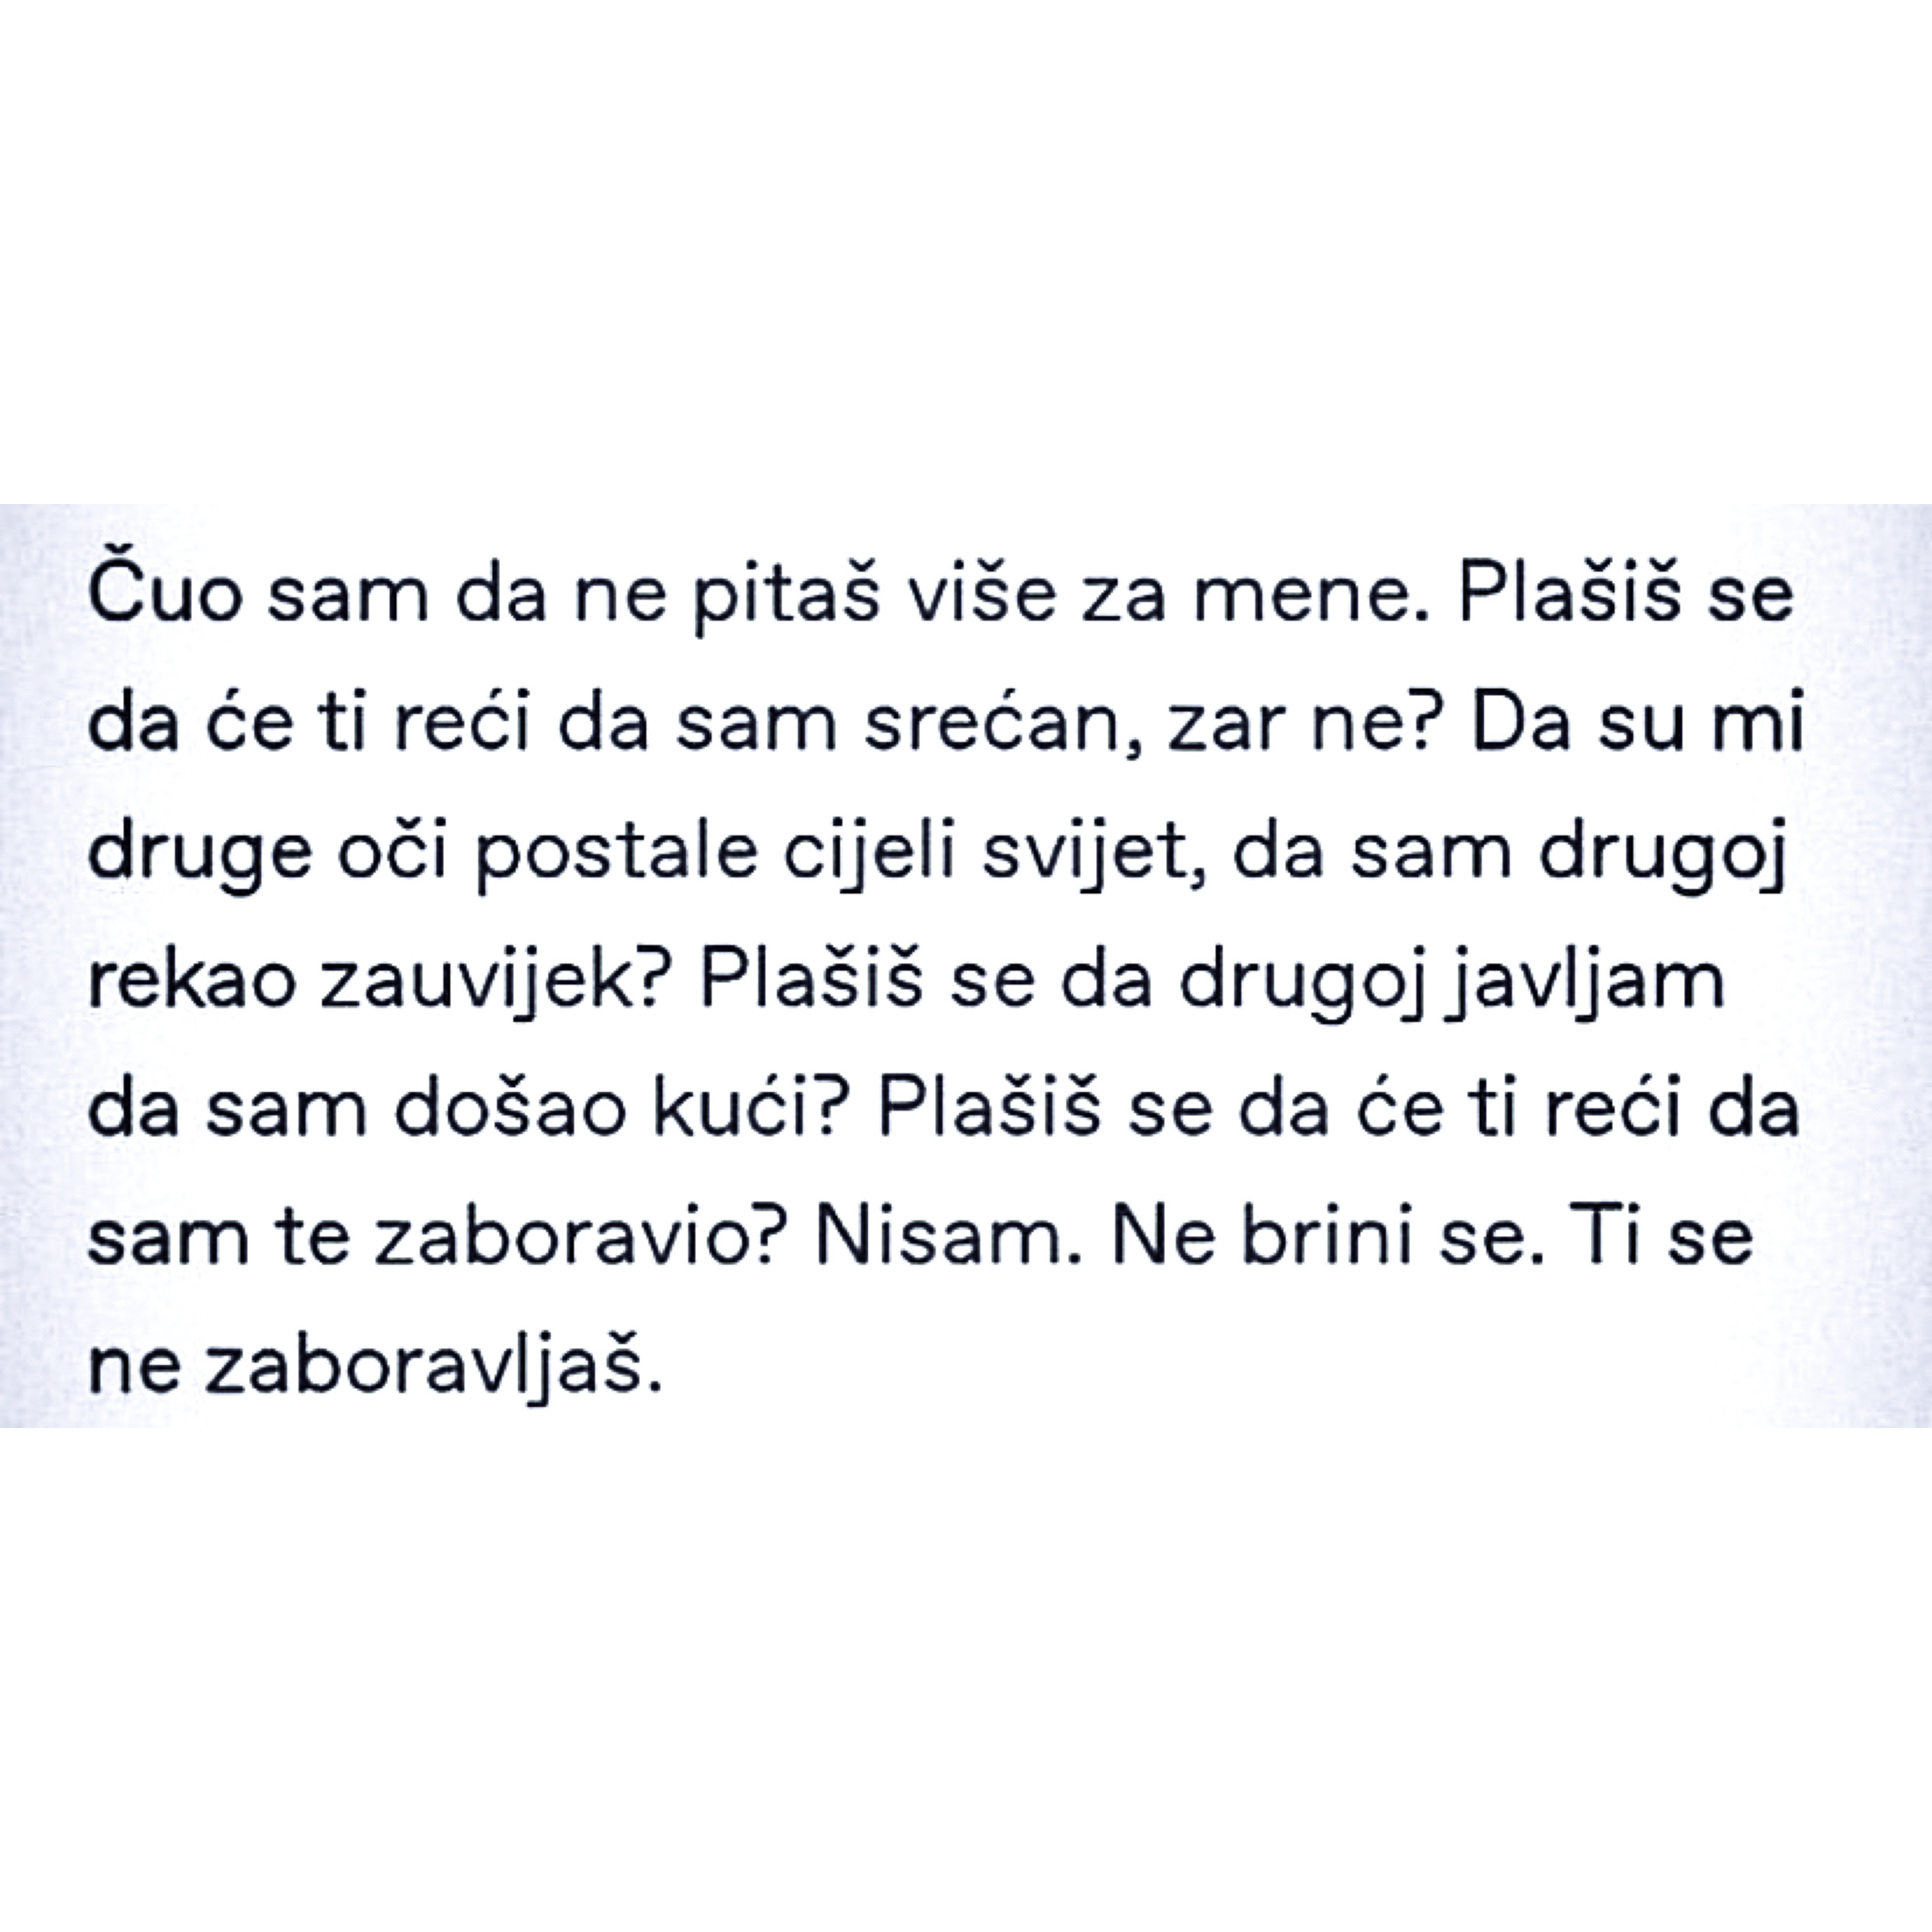 Čuo sam da ne pitaš više za mene. Plašiš se
da će ti reći da sam srećan, zar ne? Da su mi
druge oči postale cijeli svijet, da sam drugoj
rekao zauvijek? Plašiš se da drugoj javljam
da sam došao kući? Plašiš se da će ti reći da
sam te zaboravio? Nisam. Ne brini se. Ti se
ne zaboravljaš.